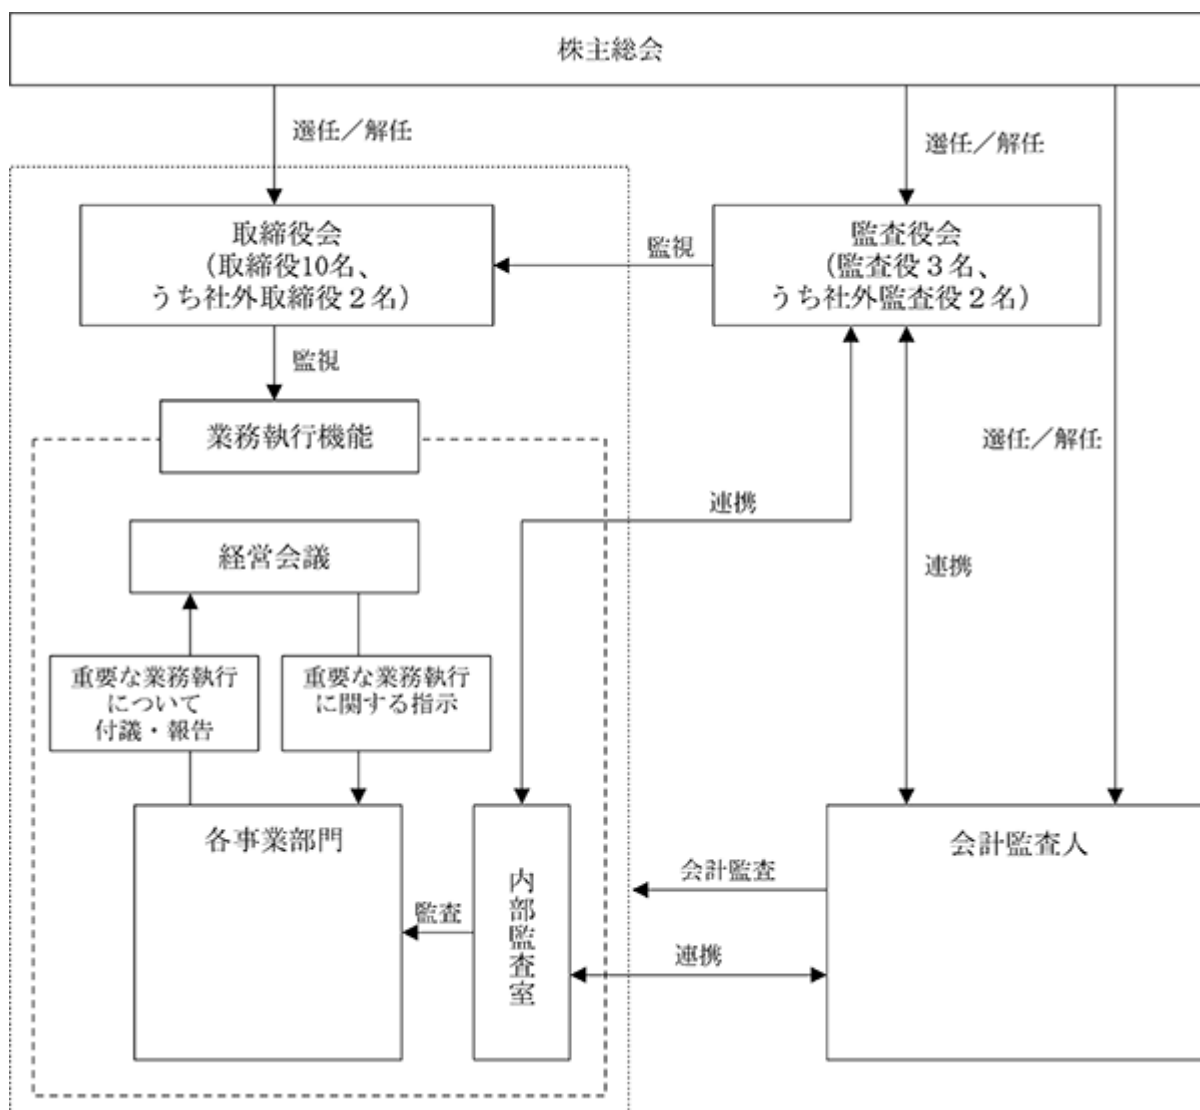 株主総会
選任／解任
選任／解任
取締役会
（取締役10名、
うち社外取締役２名）
監視
監査役会
（監査役３名、
うち社外監査役２名）
監視
業務執行機能
選任／解任
連携
経営会議
連携
重要な業務執行
について
付議・報告
重要な業務執行
に関する指示
各事業部門
内部監査室
会計監査人
会計監査
監査
連携